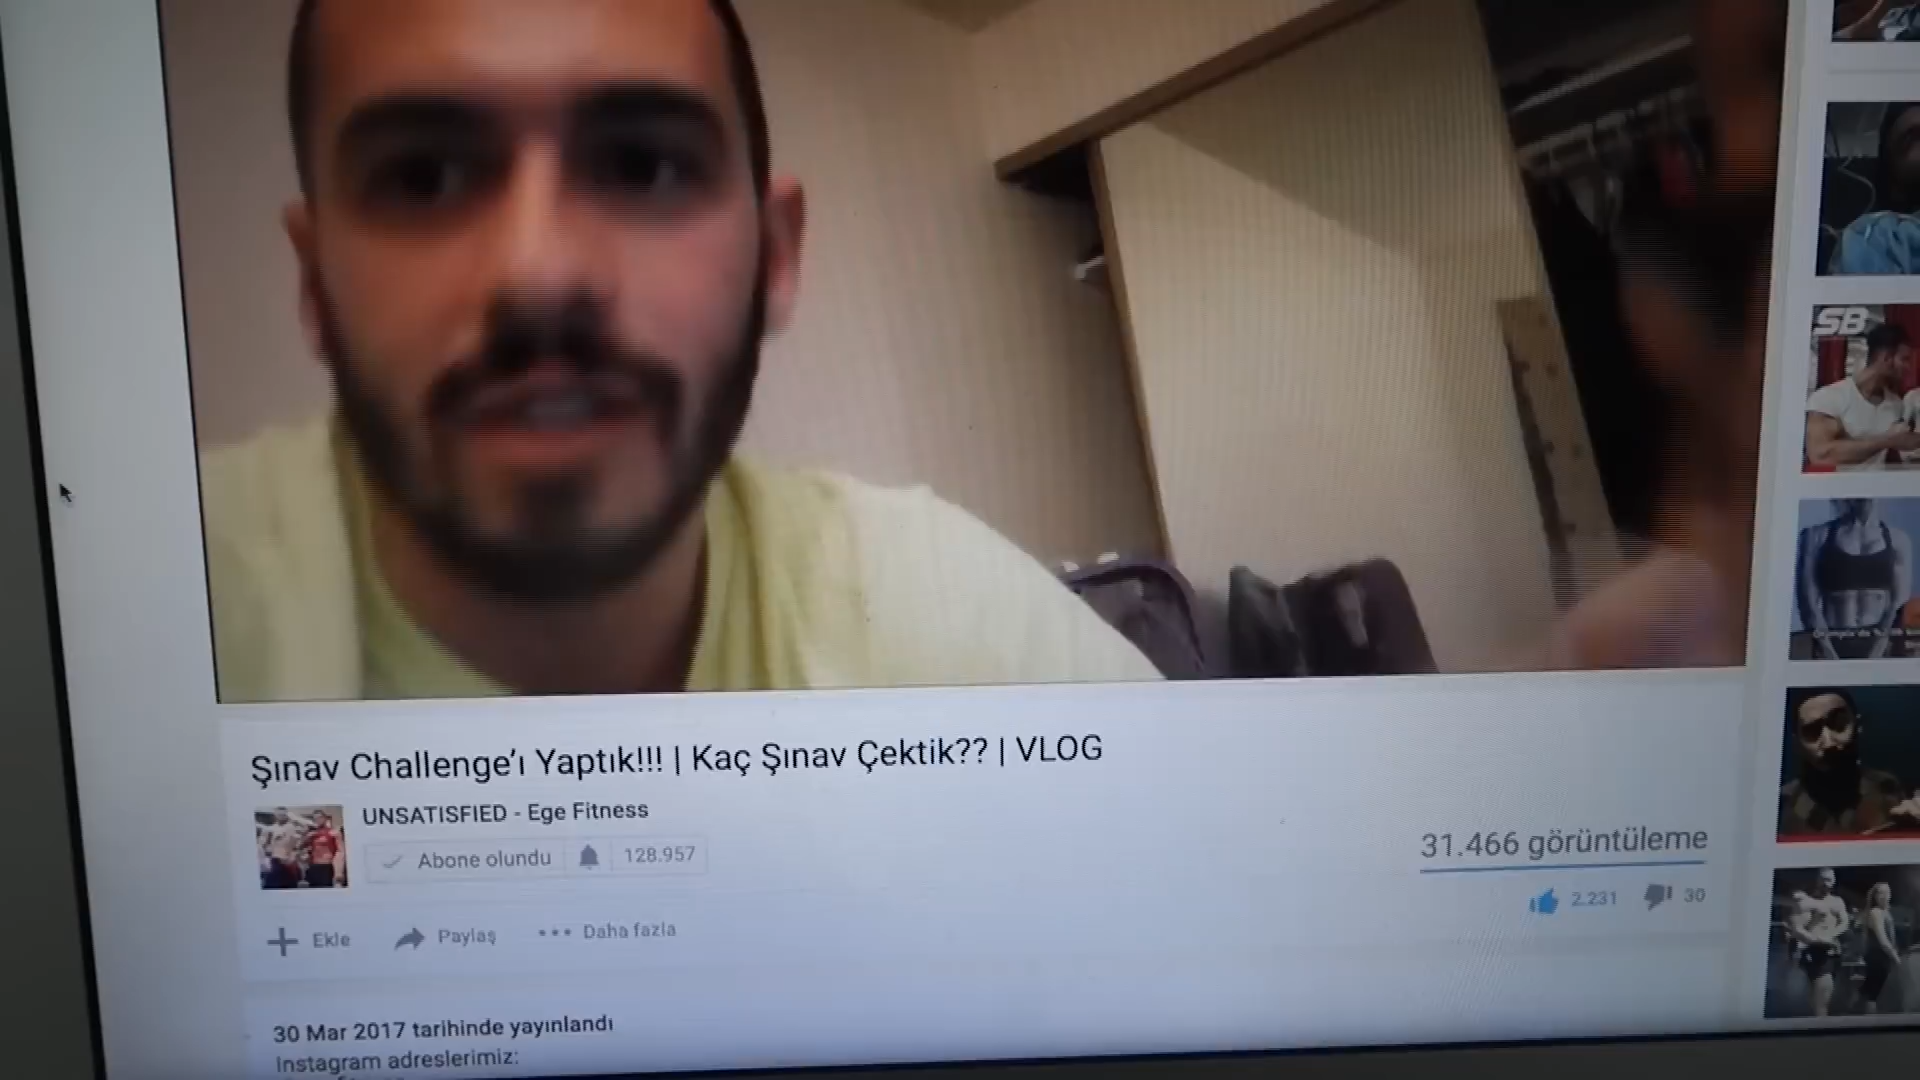 SB
Şınav Challenge’ı Yaptık!!! | Kaç Şınav Çektik?? | VLOG
UNSATISFIED - Ege Fitness
Abone olundu 128.957
31.466 görüntüleme
2.231 30
Ekle Paylaş Daha fazla
30 Mar 2017 tarihinde yayınlandı
Instagram adreslerimiz: